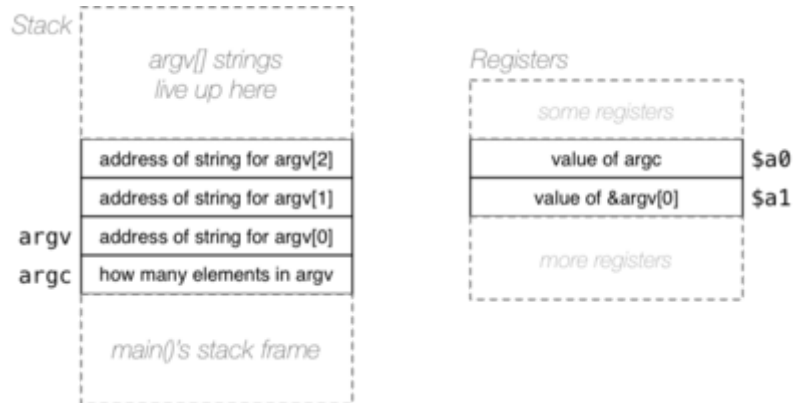 Stack
argv[] strings
live up here
address of string for argv[2]
address of string for argv[1]
argv address of string for argv[0]
argc how many elements in argv
main()'s stack frame
Registers
some registers
value of argc $a0
value of &argv[0] $a1
more registers